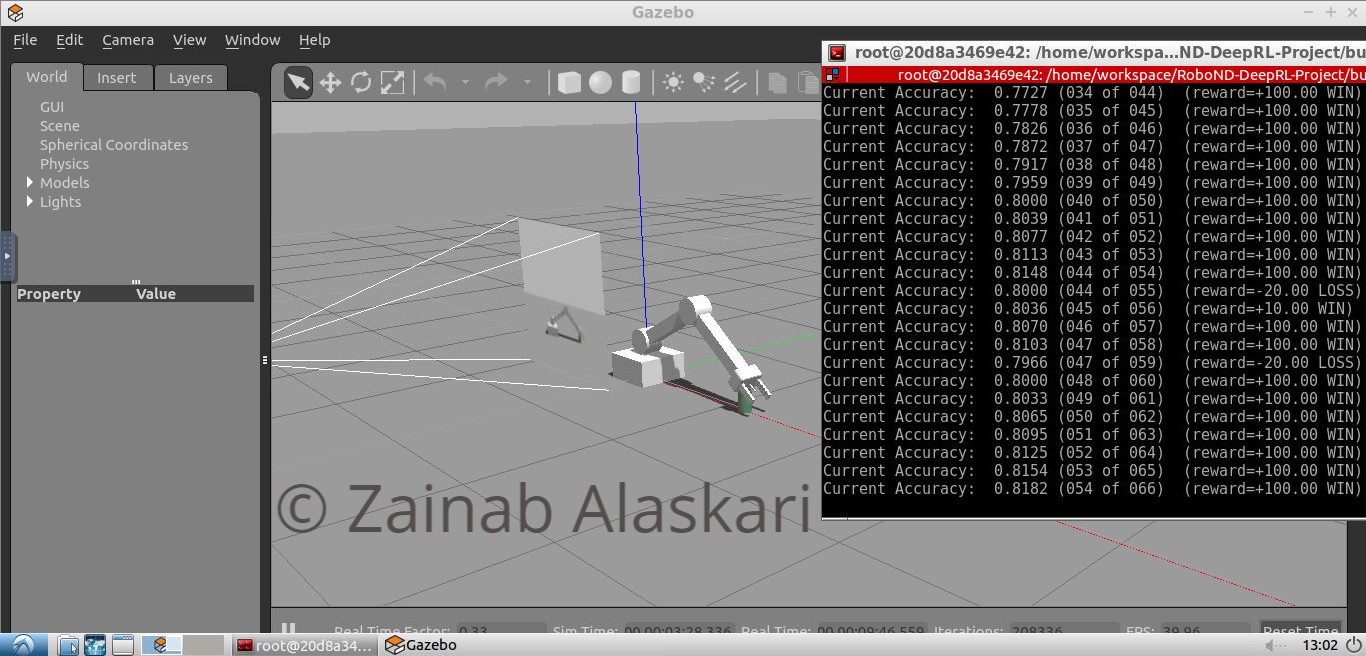 Gazebo
File Edit Camera View Window Help
World Insert Layers
GUI
Scene
Spherical Coordinates
Physics
Models
Lights
Property Value
root@20d8a3469e42: /home/workspa...ND-DeepRL-Project/bu
root@20d8a3469e42: /home/workspace/RoboND-DeepRL-Project/bu
Current Accuracy: 0.7727 (034 of 044) (reward=+100.00 WIN)
Current Accuracy: 0.7778 (035 of 045) (reward=+100.00 WIN)
Current Accuracy: 0.7826 (036 of 046) (reward=+100.00 WIN)
Current Accuracy: 0.7872 (037 of 047) (reward=+100.00 WIN)
Current Accuracy: 0.7917 (038 of 048) (reward=+100.00 WIN)
Current Accuracy: 0.7959 (039 of 049) (reward=+100.00 WIN)
Current Accuracy: 0.8000 (040 of 050) (reward=+100.00 WIN)
Current Accuracy: 0.8039 (041 of 051) (reward=+100.00 WIN)
Current Accuracy: 0.8077 (042 of 052) (reward=+100.00 WIN)
Current Accuracy: 0.8113 (043 of 053) (reward=+100.00 WIN)
Current Accuracy: 0.8148 (044 of 054) (reward=+100.00 WIN)
Current Accuracy: 0.8000 (044 of 055) (reward=-20.00 LOSS)
Current Accuracy: 0.8036 (045 of 056) (reward=+10.00 WIN)
Current Accuracy: 0.8070 (046 of 057) (reward=+100.00 WIN)
Current Accuracy: 0.8103 (047 of 058) (reward=+100.00 WIN)
Current Accuracy: 0.7966 (047 of 059) (reward=-20.00 LOSS)
Current Accuracy: 0.8000 (048 of 060) (reward=+100.00 WIN)
Current Accuracy: 0.8033 (049 of 061) (reward=+100.00 WIN)
Current Accuracy: 0.8065 (050 of 062) (reward=+100.00 WIN)
Current Accuracy: 0.8095 (051 of 063) (reward=+100.00 WIN)
Current Accuracy: 0.8125 (052 of 064) (reward=+100.00 WIN)
Current Accuracy: 0.8154 (053 of 065) (reward=+100.00 WIN)
Current Accuracy: 0.8182 (054 of 066) (reward=+100.00 WIN)
© Zainab Alaskari
Real Time Factor: 0.33 Sim Time: 00 00:03:28.336 Real Time: 00 00:09:46.559 Iterations: 208336 FPS: 39.96 Reset Time
root@20d8a34... Gazebo 13:02